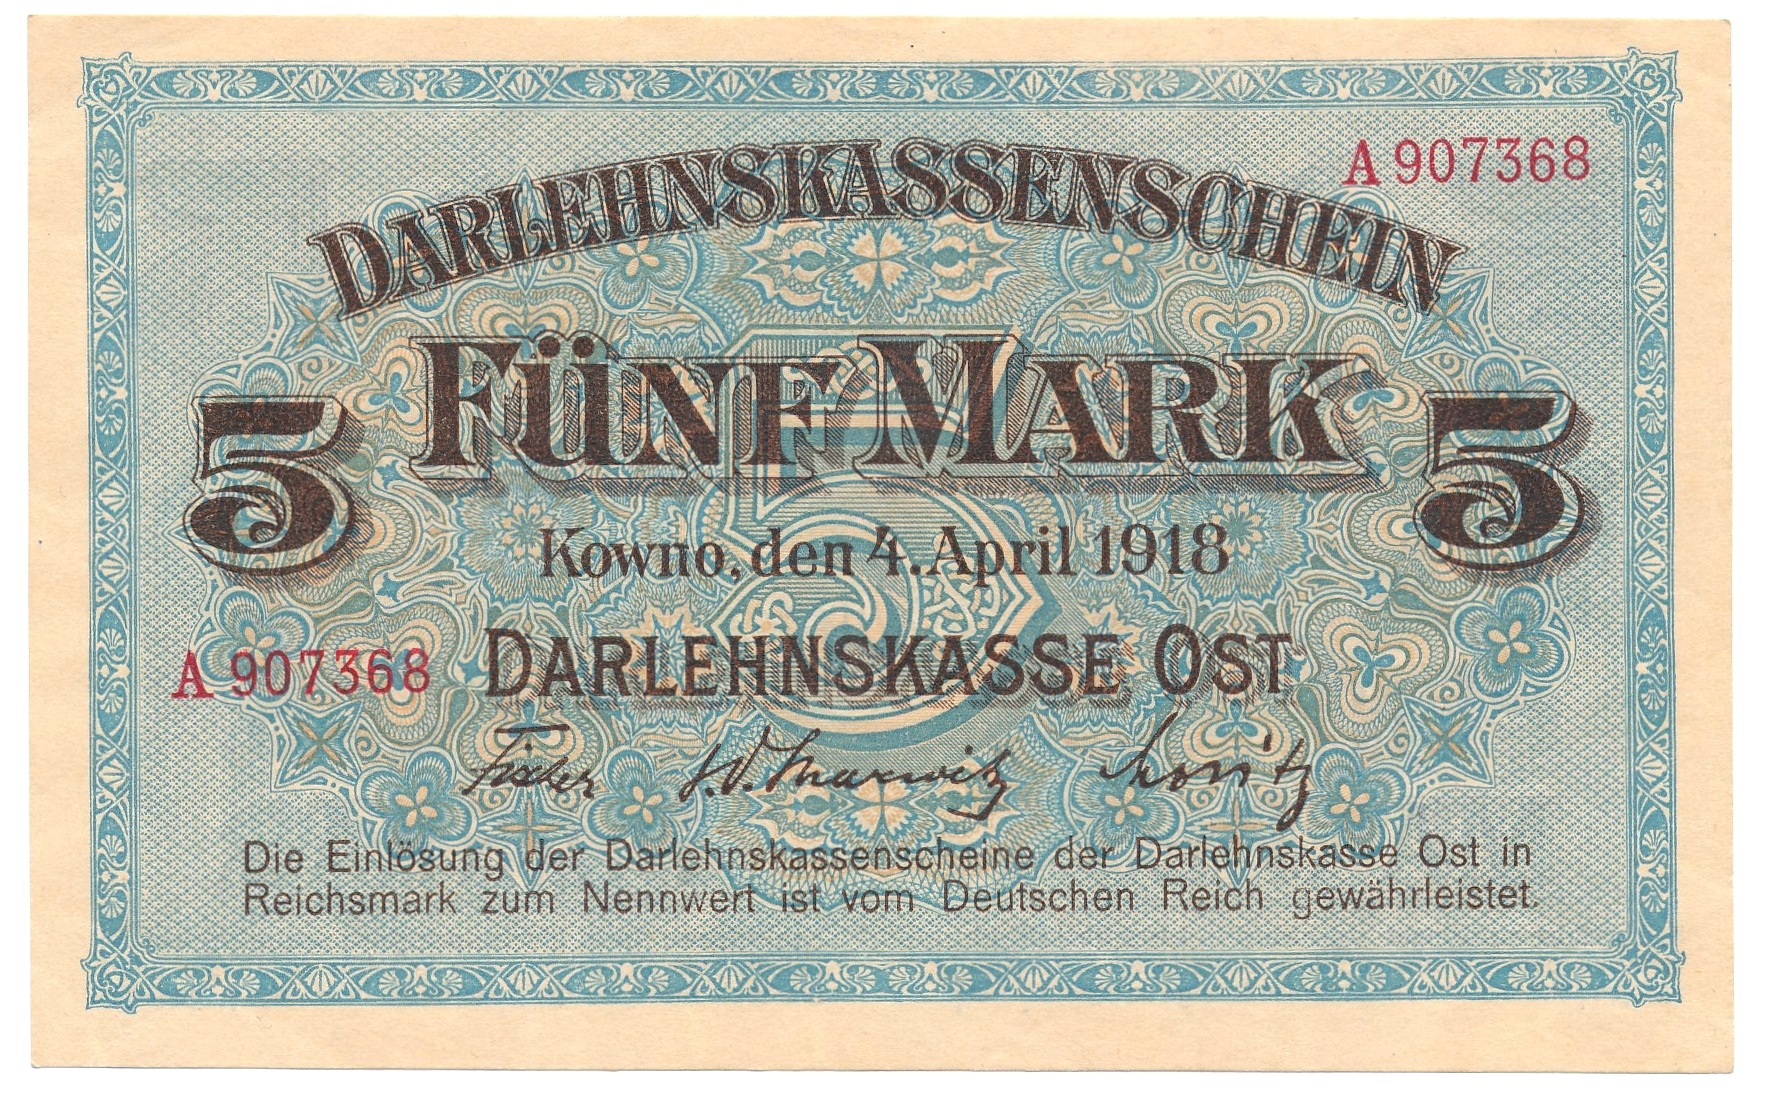 A 907368
DARLEHNSKASSENSCHEIN
FÜNF MARK
5 5
Kowno, den 4. April 1918
A 907368
DARLEHNSKASSE OST
Fischer
Die Einlösung der Darlehnskassenscheine der Darlehnskasse Ost in
Reichsmark zum Nennwert ist vom Deutschen Reich gewährleistet.